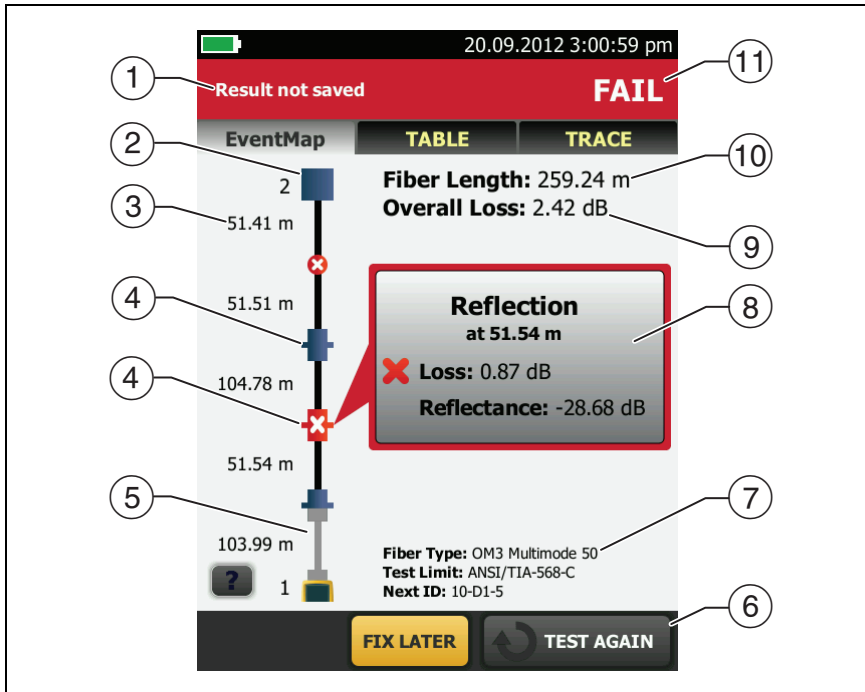 20.09.2012 3:00:59 pm
1
Result not saved
FAIL
11
EventMap
TABLE
TRACE
2
2
Fiber Length: 259.24 m
10
3
51.41 m
Overall Loss: 2.42 dB
9
4
51.51 m
Reflection
at 51.54 m
8
Loss: 0.87 dB
4
104.78 m
Reflectance: -28.68 dB
51.54 m
5
7
103.99 m
Fiber Type: OM3 Multimode 50
Test Limit: ANSI/TIA-568-C
?
1
Next ID: 10-D1-5
6
FIX LATER
TEST AGAIN